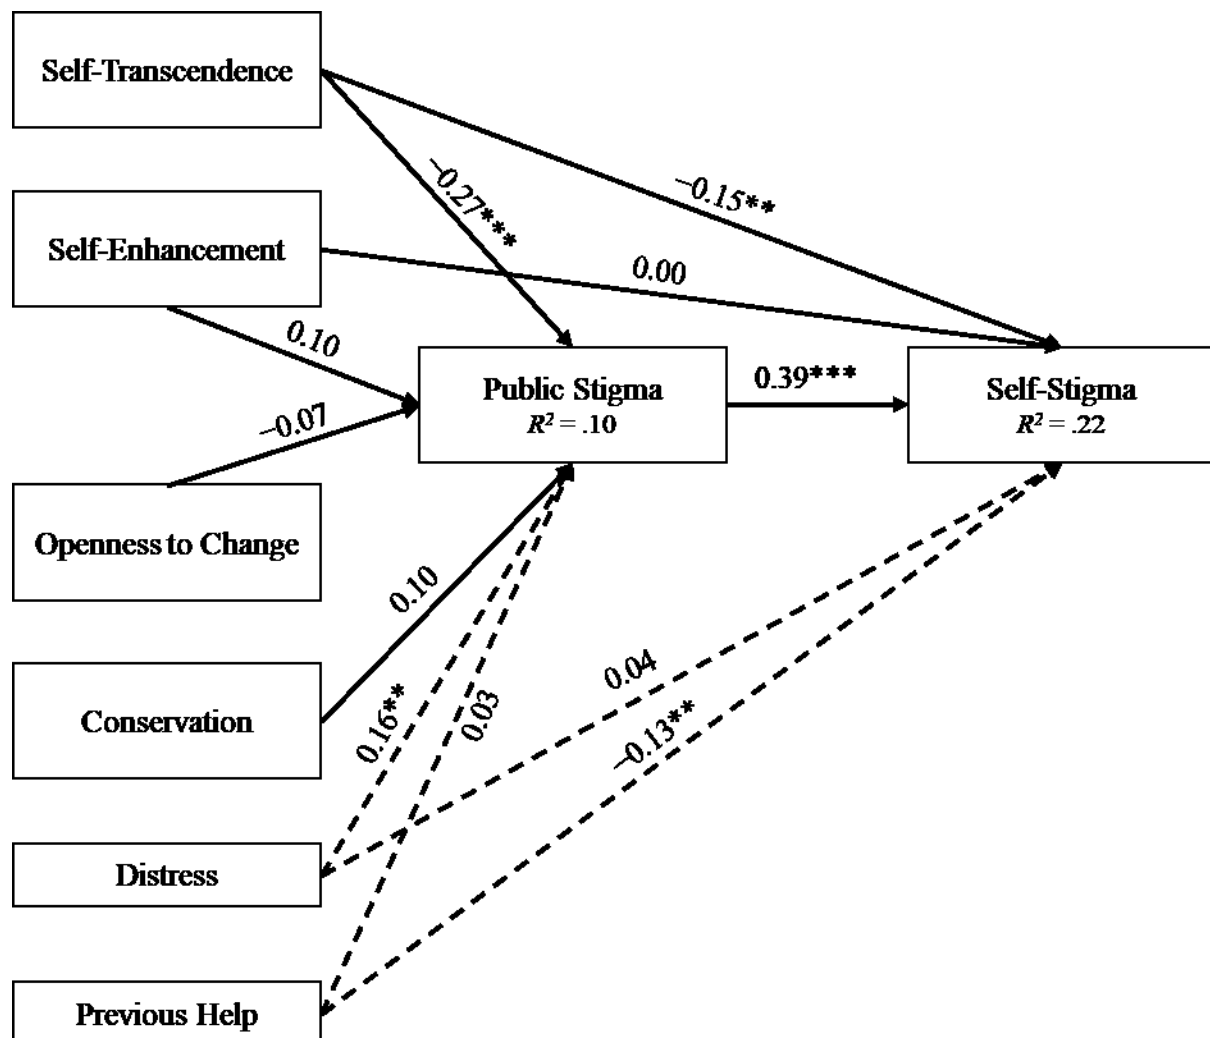 Self-Transcendence
−0.15**
−0.27***
Self-Enhancement
0.00
0.10
Public Stigma
R² = .10
0.39***
Self-Stigma
R² = .22
−0.07
Openness to Change
0.10
Conservation
0.16**
0.03
0.04
−0.13**
Distress
Previous Help